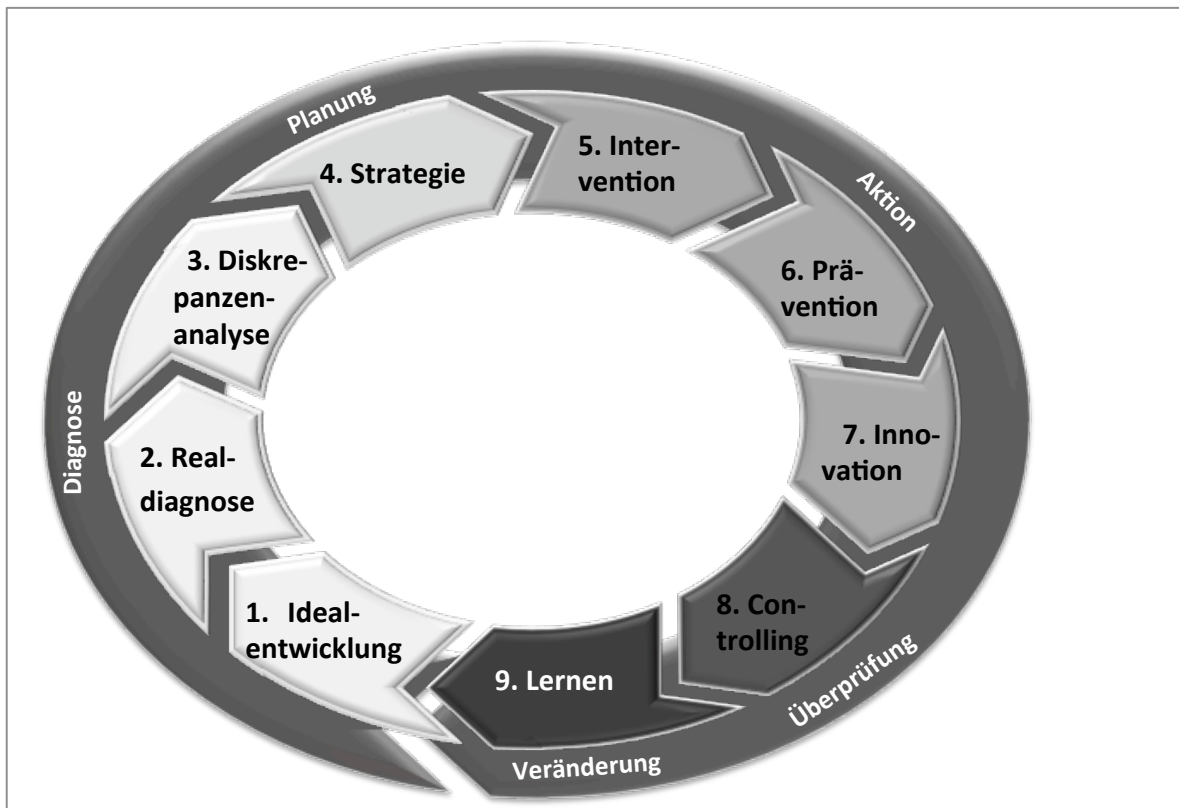 Planung
4. Strategie
5. Inter-
vention
Aktion
3. Diskre-
panzen-
analyse
6. Prä-
vention
Diagnose
2. Real-
diagnose
7. Inno-
vation
1. Ideal-
entwicklung
8. Con-
trolling
9. Lernen
Überprüfung
Veränderung